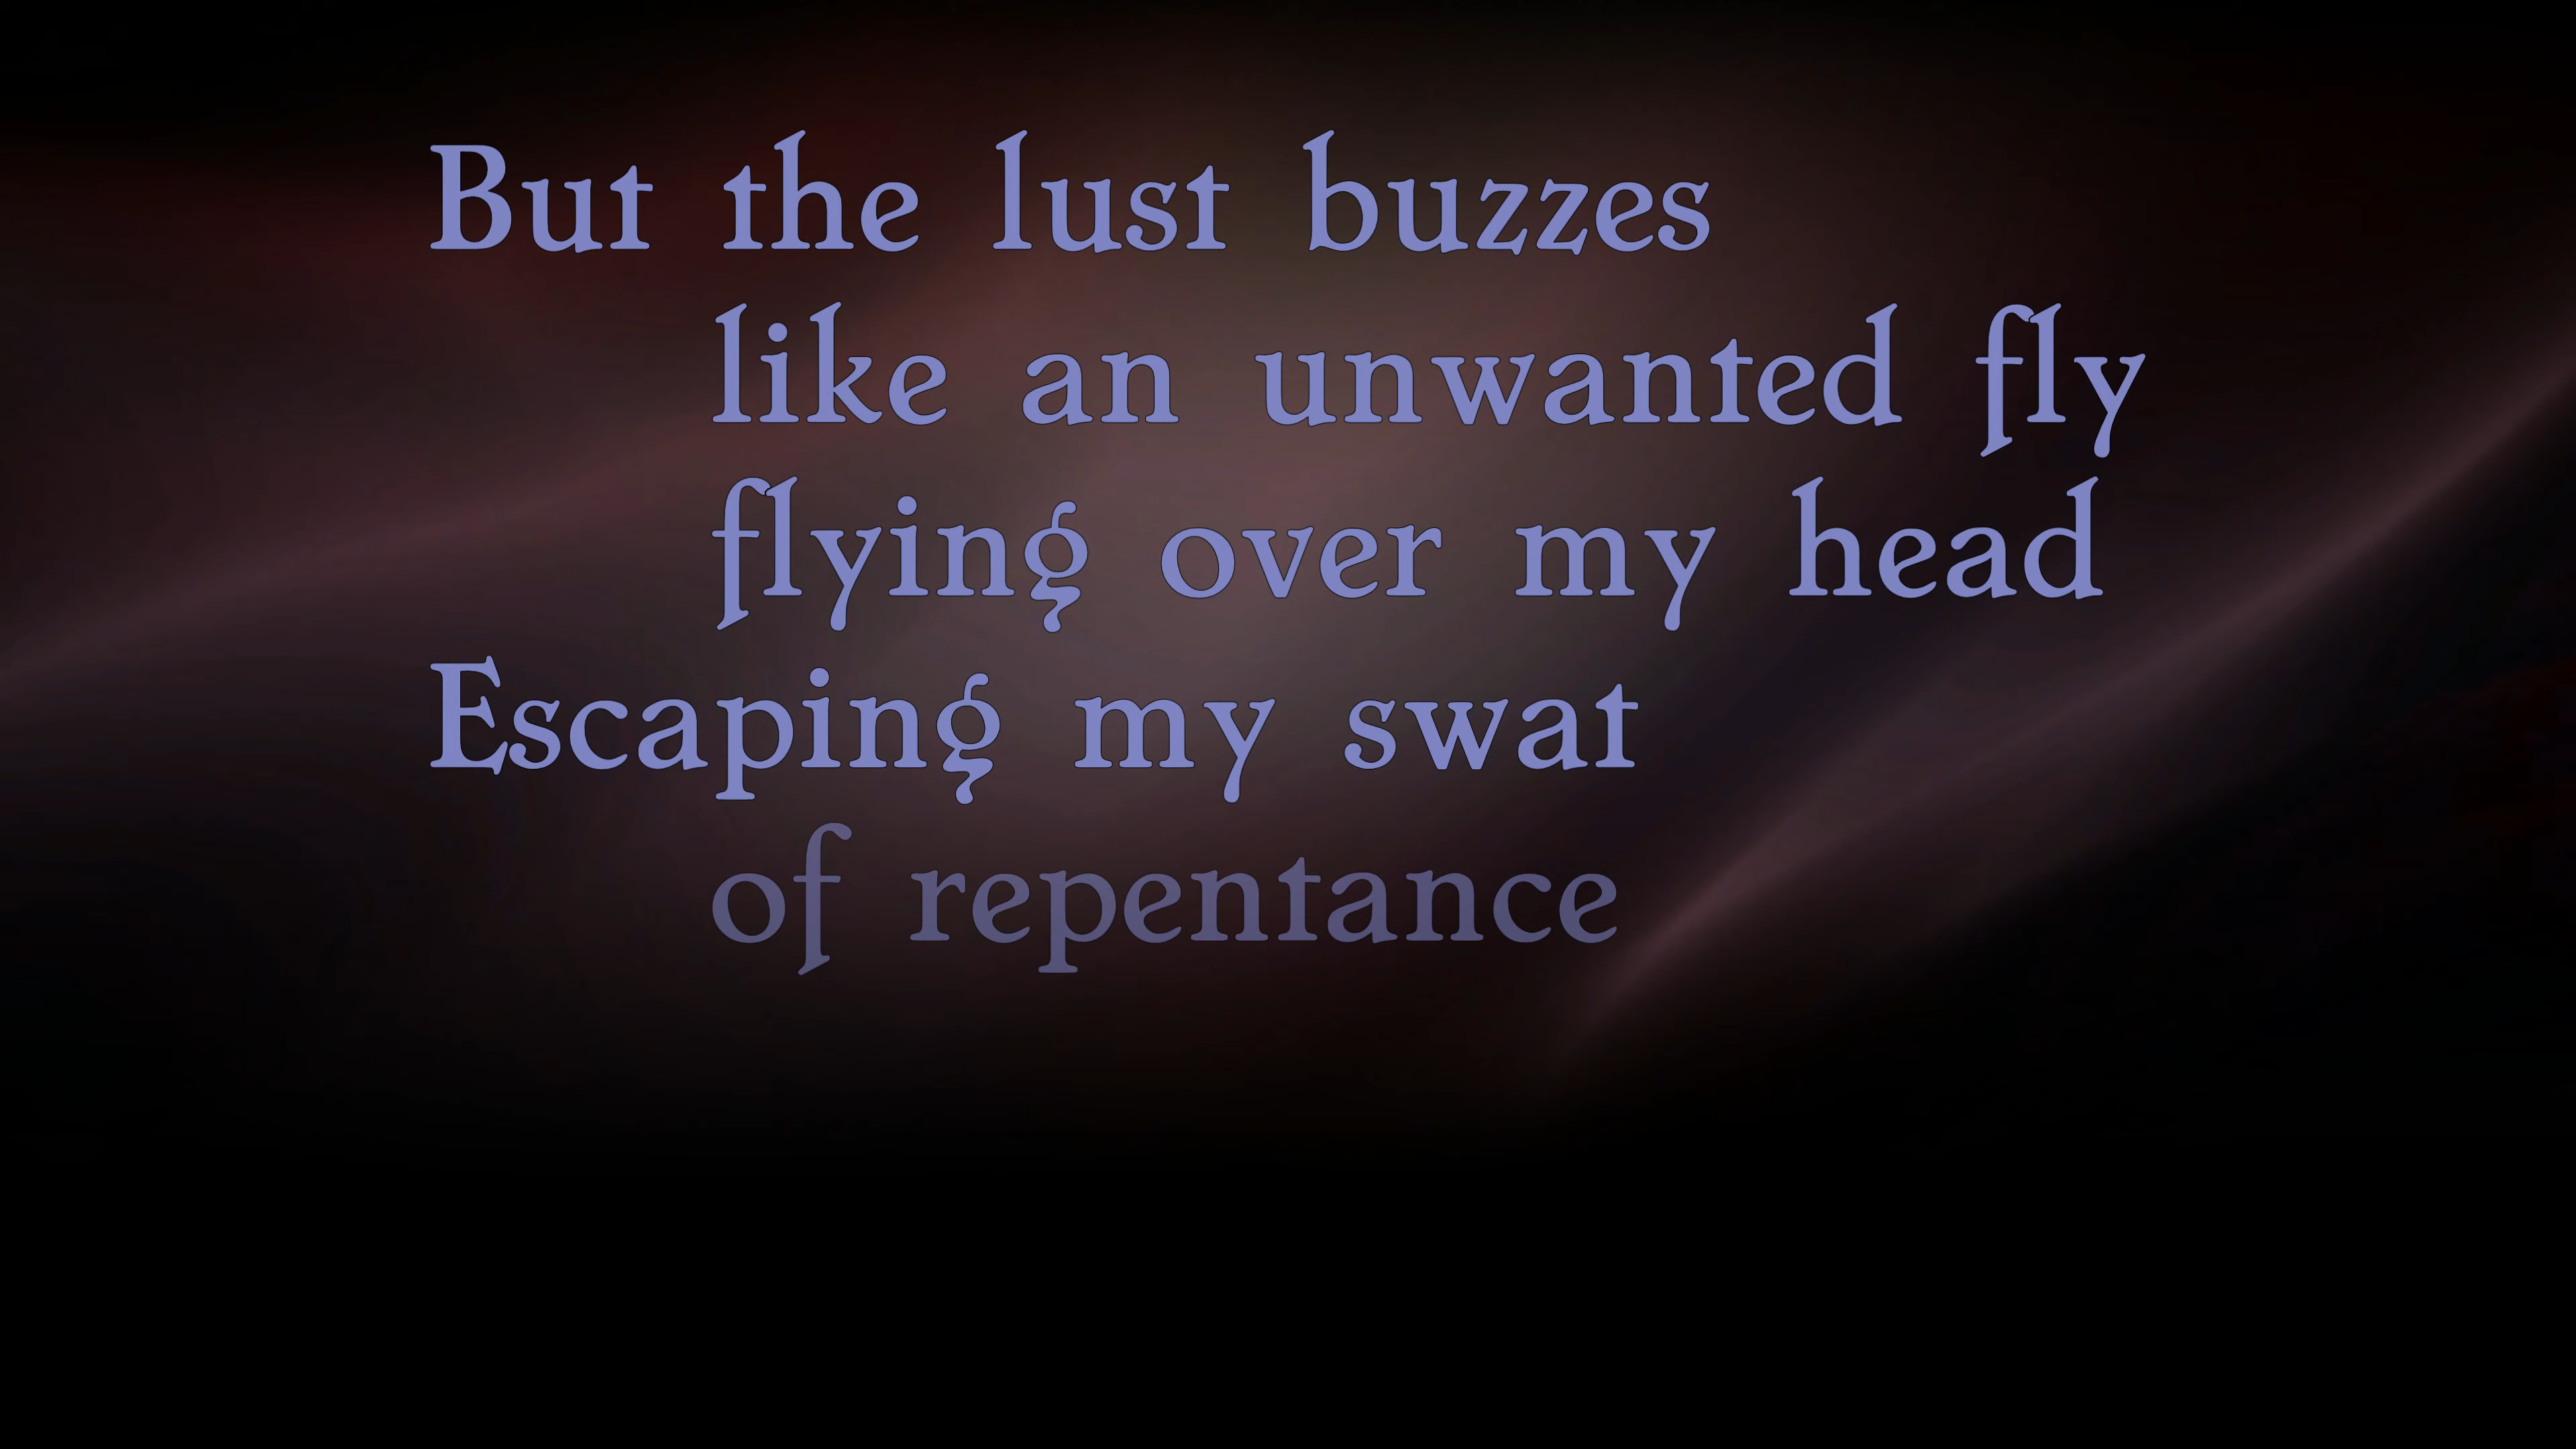 But the lust buzzes
like an unwanted fly
flying over my head
Escaping my swat
of repentance